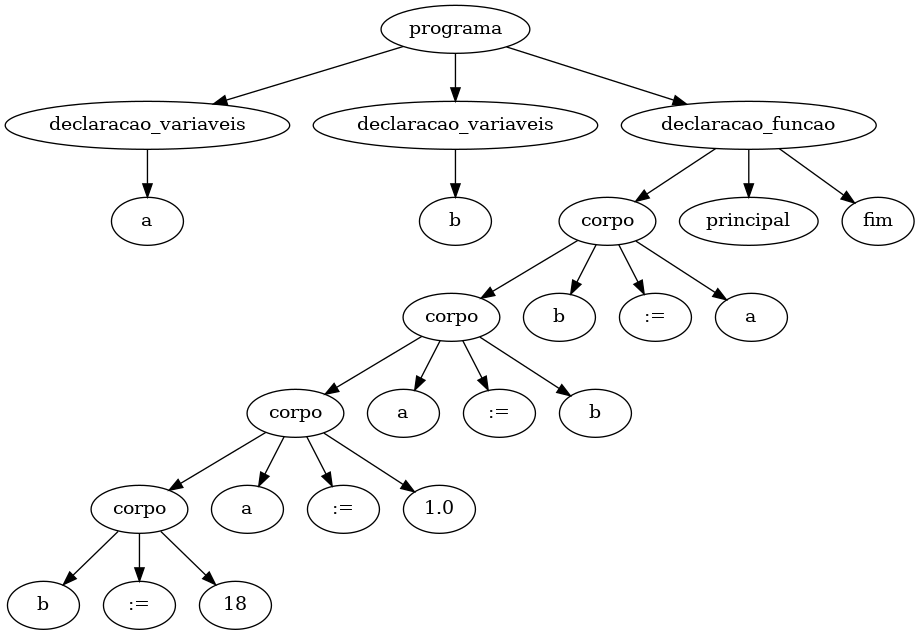 programa
declaracao_variaveis declaracao_variaveis declaracao_funcao
a b corpo principal fim
corpo b := a
corpo a := b
corpo a := 1.0
b := 18